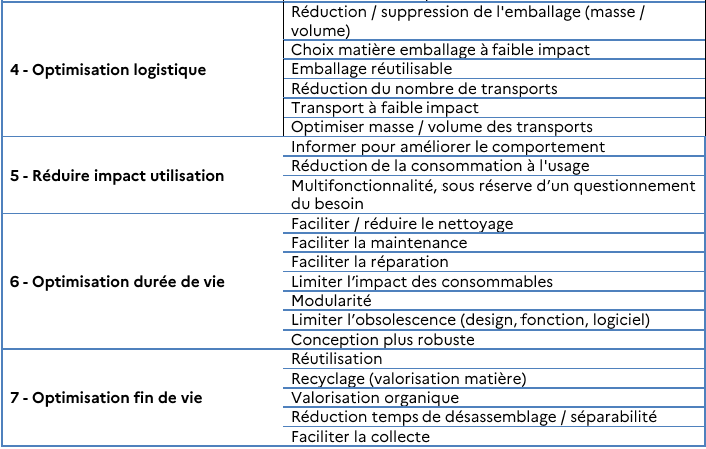 4 - Optimisation logistique
Réduction / suppression de l'emballage (masse /
volume)
Choix matière emballage à faible impact
Emballage réutilisable
Réduction du nombre de transports
Transport à faible impact
Optimiser masse / volume des transports
5 - Réduire impact utilisation
Informer pour améliorer le comportement
Réduction de la consommation à l'usage
Multifonctionnalité, sous réserve d’un questionnement
du besoin
6 - Optimisation durée de vie
Faciliter / réduire le nettoyage
Faciliter la maintenance
Faciliter la réparation
Limiter l’impact des consommables
Modularité
Limiter l’obsolescence (design, fonction, logiciel)
Conception plus robuste
7 - Optimisation fin de vie
Réutilisation
Recyclage (valorisation matière)
Valorisation organique
Réduction temps de désassemblage / séparabilité
Faciliter la collecte